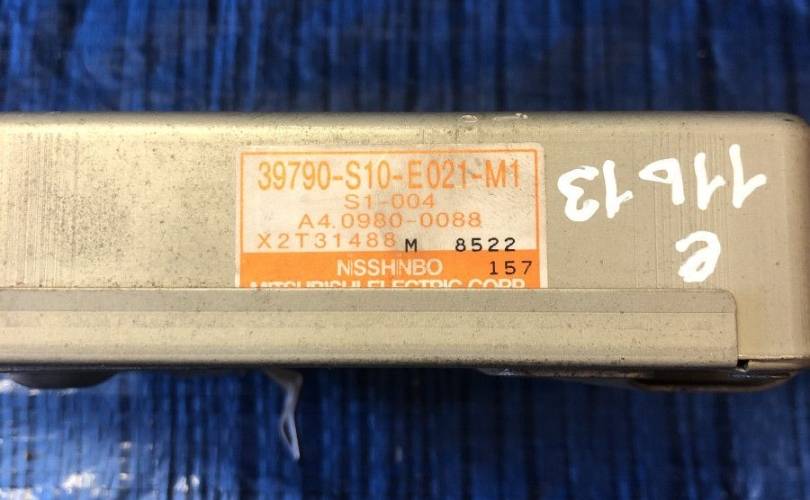 39790-S10-E021-M1
S1-004
A4.0980-0088
X2T31488 M 8522
NISSHINBO 157
MITSUBISHI ELECTRIC CORP.